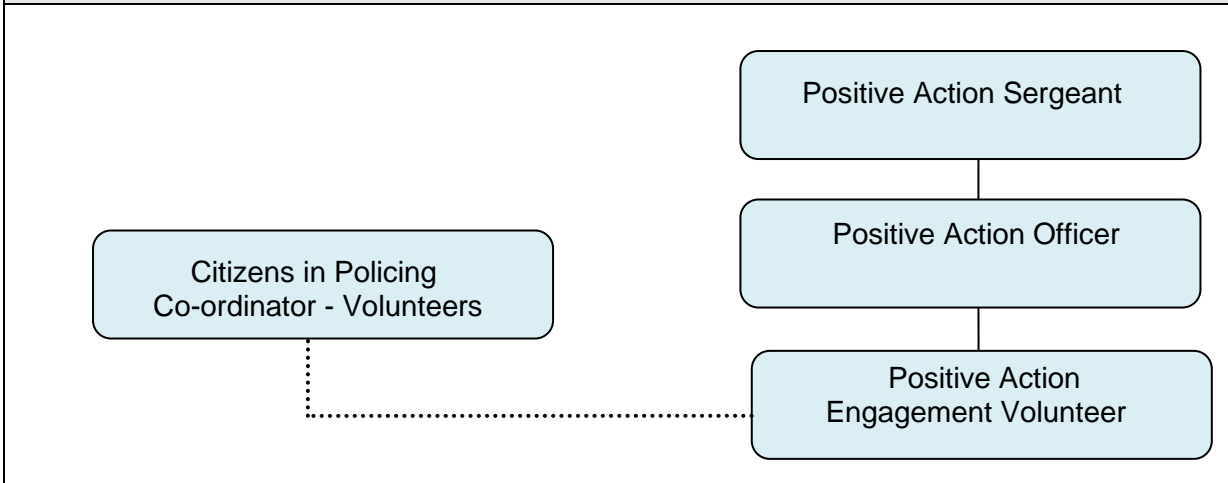 Positive Action Sergeant
Positive Action Officer
Citizens in Policing
Co-ordinator - Volunteers
Positive Action
Engagement Volunteer